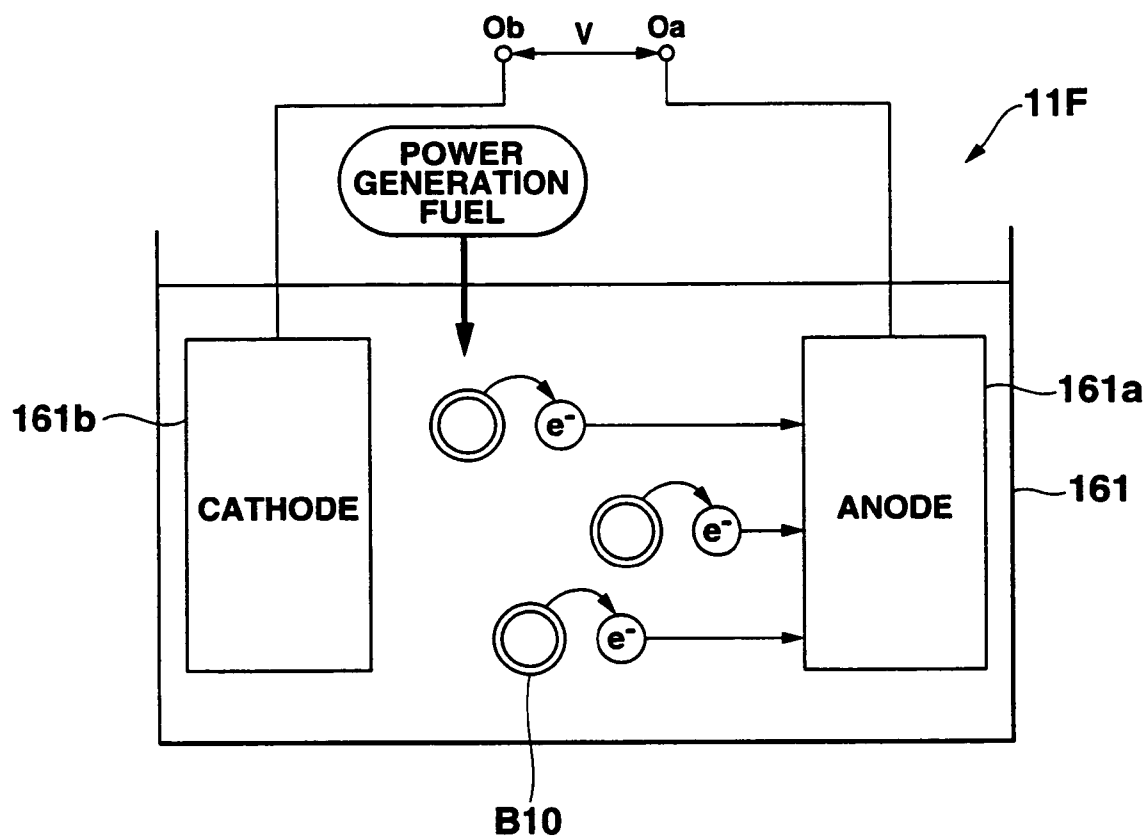 Ob V Oa
11F
POWER
GENERATION
FUEL
161b
161a
e-
CATHODE
e-
ANODE
161
e-
B10